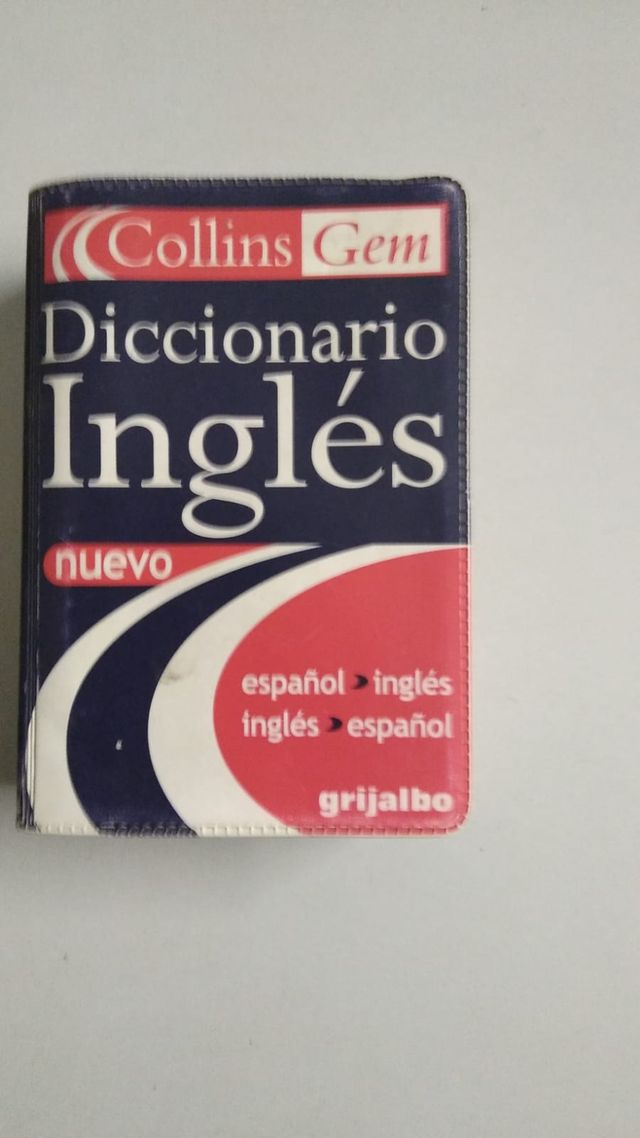 Collins Gem
Diccionario
Inglés
nuevo
español inglés
inglés español
grijalbo